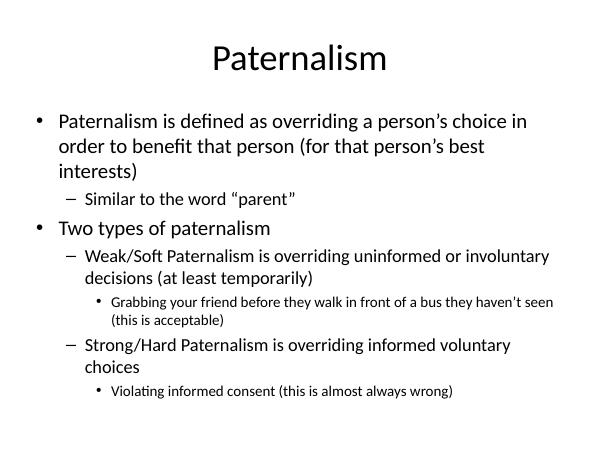 Paternalism
• Paternalism is defined as overriding a person’s choice in
order to benefit that person (for that person’s best
interests)
– Similar to the word “parent”
• Two types of paternalism
– Weak/Soft Paternalism is overriding uninformed or involuntary
decisions (at least temporarily)
• Grabbing your friend before they walk in front of a bus they haven’t seen
(this is acceptable)
– Strong/Hard Paternalism is overriding informed voluntary
choices
• Violating informed consent (this is almost always wrong)